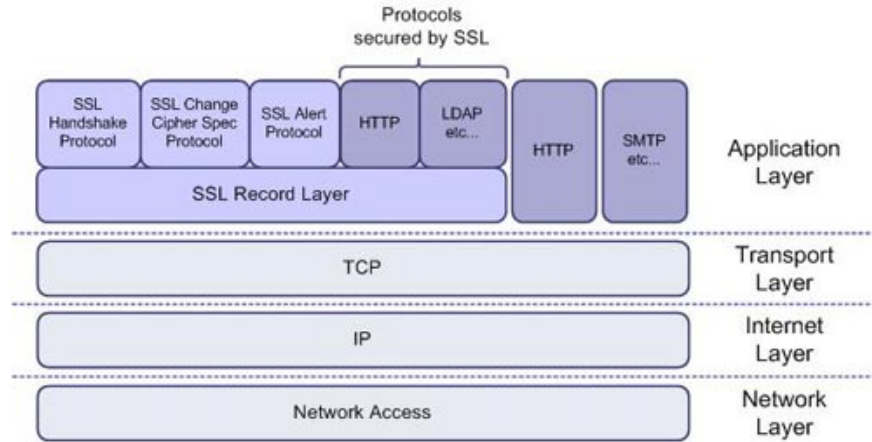 Protocols
secured by SSL
SSL
Handshake
Protocol
SSL Change
Cipher Spec
Protocol
SSL Alert
Protocol
HTTP
LDAP
etc...
HTTP
SMTP
etc...
Application
Layer
SSL Record Layer
TCP
Transport
Layer
IP
Internet
Layer
Network Access
Network
Layer